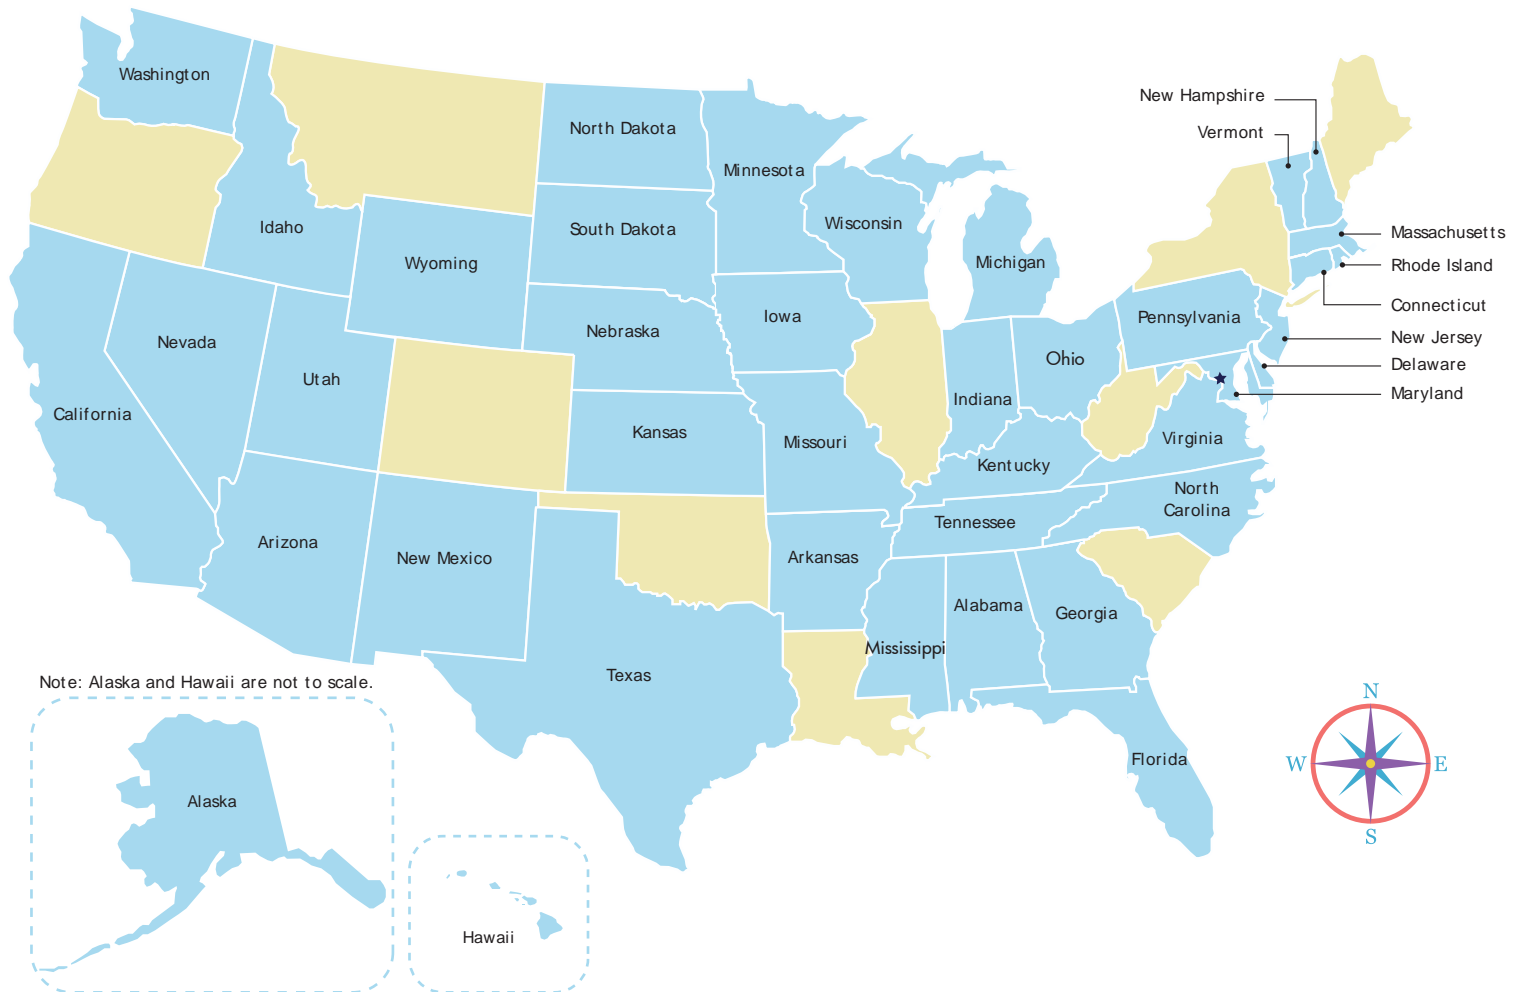 Washington
North Dakota
Minnesota
New Hampshire
Vermont
Idaho
South Dakota
Wisconsin
Massachusetts
Wyoming
Michigan
Rhode Island
Connecticut
Nevada
Nebraska
Iowa
Pennsylvania
New Jersey
Utah
Ohio
Delaware
California
Indiana
Maryland
Kansas
Missouri
Virginia
Kentucky
North
Carolina
Arizona
New Mexico
Tennessee
Arkansas
Alabama
Georgia
Mississippi
Texas
Note: Alaska and Hawaii are not to scale.
Florida
Alaska
Hawaii
N
W
E
S